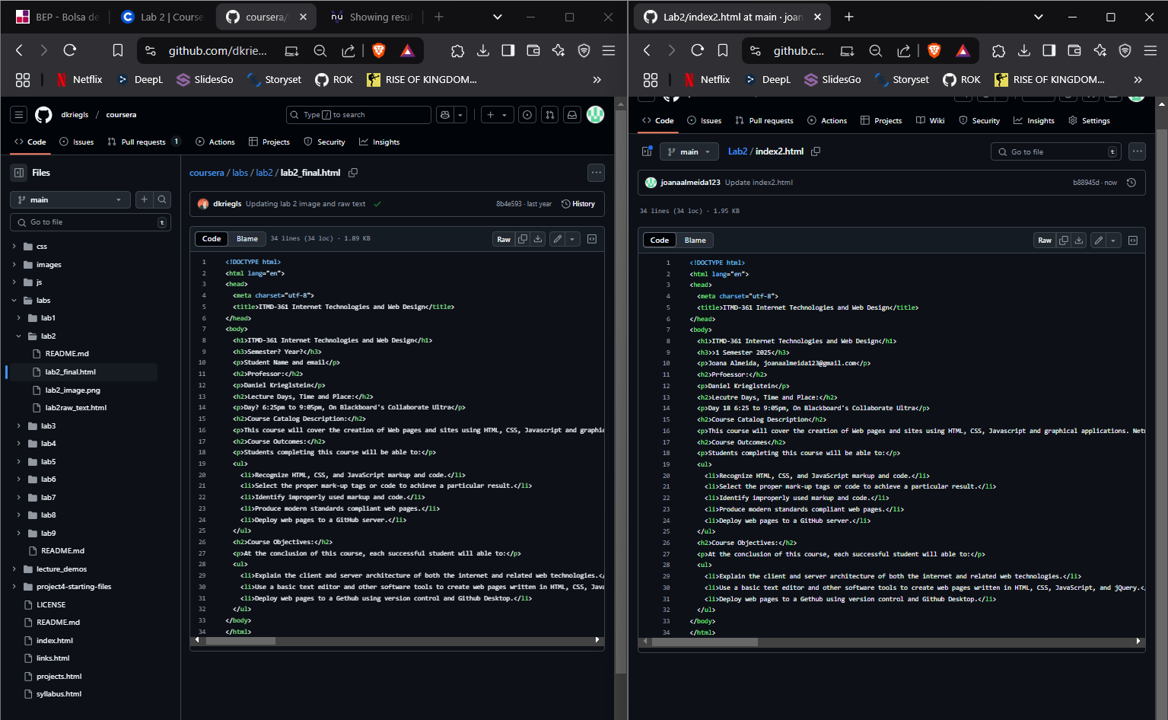 BEP - Bolsa de
Lab 2 | Course
coursera/
Showing resu
github.com/dkrie...
Netflix
DeepL
SlidesGo
Storyset
ROK
RISE OF KINGDOM...
»
dkriegls / coursera
Type / to search
Code
Issues
Pull requests 1
Actions
Projects
Security
Insights
Files
main
Go to file t
css
images
js
labs
lab1
lab2
README.md
lab2_final.html
lab2_image.png
lab2raw_text.html
lab3
lab4
lab5
lab6
lab7
lab8
lab9
README.md
lecture_demos
project4-starting-files
LICENSE
README.md
index.html
links.html
projects.html
syllabus.html
coursera / labs / lab2 / lab2_final.html
dkriegls Updating lab 2 image and raw text
8b4e593 · last year
History
Code
Blame
34 lines (34 loc) · 1.89 KB
Raw
1 <!DOCTYPE html>
2 <html lang="en">
3 <head>
4 <meta charset="utf-8">
5 <title>ITMD-361 Internet Technologies and Web Design</title>
6 </head>
7 <body>
8 <h1>ITMD-361 Internet Technologies and Web Design</h1>
9 <h3>Semester? Year?</h3>
10 <p>Student Name and email</p>
11 <h2>Professor:</h2>
12 <p>Daniel Krieglstein</p>
13 <h2>Lecture Days, Time and Place:</h2>
14 <p>Day? 6:25pm to 9:05pm, On Blackboard's Collaborate Ultra</p>
15 <h2>Course Catalog Description:</h2>
16 <p>This course will cover the creation of Web pages and sites using HTML, CSS, Javascript and graphic
17 <h2>Course Outcomes:</h2>
18 <p>Students completing this course will be able to:</p>
19 <ul>
20 <li>Recognize HTML, CSS, and JavaScript markup and code.</li>
21 <li>Select the proper mark-up tags or code to achieve a particular result.</li>
22 <li>Identify improperly used markup and code.</li>
23 <li>Produce modern standards compliant web pages.</li>
24 <li>Deploy web pages to a GitHub server.</li>
25 </ul>
26 <h2>Course Objectives:</h2>
27 <p>At the conclusion of this course, each successful student will able to:</p>
28 <ul>
29 <li>Explain the client and server architecture of both the internet and related web technologies.<
30 <li>Use a basic text editor and other software tools to create web pages written in HTML, CSS, Java
31 <li>Deploy web pages to a Gethub using version control and Github Desktop.</li>
32 </ul>
33 </body>
34 </html>
Lab2/index2.html at main · joan
github.c...
Netflix
DeepL
SlidesGo
Storyset
ROK
RISE OF KINGDOM...
»
Code
Issues
Pull requests
Actions
Projects
Wiki
Security
Insights
Settings
main
Lab2 / index2.html
Go to file t
joanaalmeida123 Update index2.html
b88945d · now
34 lines (34 loc) · 1.95 KB
Code
Blame
Raw
1 <!DOCTYPE html>
2 <html lang="en">
3 <head>
4 <meta charset="utf-8">
5 <title>ITMD-361 Internet Technologies and Web Design</title>
6 </head>
7 <body>
8 <h1>ITMD-361 Internet Technologies and Web Design</h1>
9 <h3>>1 Semester 2025</h3>
10 <p>Joana Almeida, joanaalmeida123@gmail.com</p>
11 <h2>Prfoessor:</h2>
12 <p>Daniel Krieglstein</p>
13 <h2>Lecutre Days, Time and Place:</h2>
14 <p>Day 18 6:25 to 9:05pm, On Blackboard's Collaborate Ultra</p>
15 <h2>Course Catalog Description</h2>
16 <p>This course will cover the creation of Web pages and sites using HTML, CSS, Javascript and graphical applications. Net
17 <h2>Course Outcomes</h2>
18 <p>Students completing this course will be able to:</p>
19 <ul>
20 <li>Recognize HTML, CSS, and JavaScript markup and code.</li>
21 <li>Select the proper mark-up tags or code to achieve a particular result.</li>
22 <li>Identify improperly used markup and code.</li>
23 <li>Produce modern standards compliant web pages.</li>
24 <li>Deploy web pages to a GitHub server.</li>
25 </ul>
26 <h2>Course Objectives:</h2>
27 <p>At the conclusion of this course, each successful student will able to:</p>
28 <ul>
29 <li>Explain the client and server architecture of both the internet and related web technologies.</li>
30 <li>Use a basic text editor and other software tools to create web pages written in HTML, CSS, JavaScript, and jQuery.<
31 <li>Deploy web pages to a Gethub using version control and Github Desktop.</li>
32 </ul>
33 </body>
34 </html>